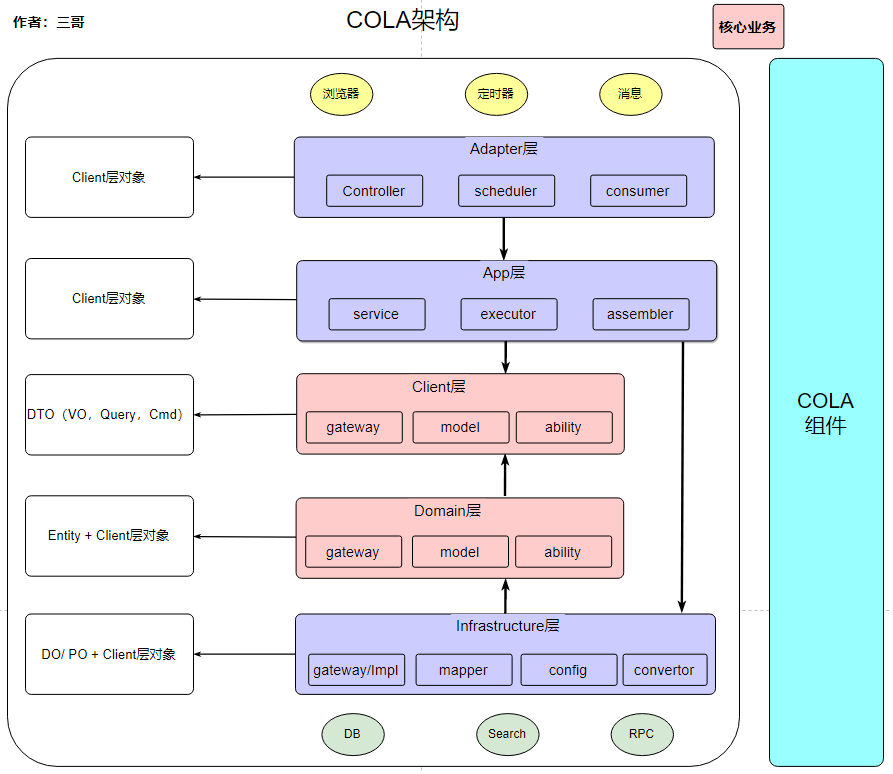 作者：三哥
COLA架构
核心业务
浏览器
定时器
消息
Client层对象
Adapter层
Controller
scheduler
consumer
Client层对象
App层
service
executor
assembler
DTO（VO，Query，Cmd）
Client层
gateway
model
ability
COLA
组件
Entity + Client层对象
Domain层
gateway
model
ability
DO/ PO + Client层对象
Infrastructure层
gateway/Impl
mapper
config
convertor
DB
Search
RPC